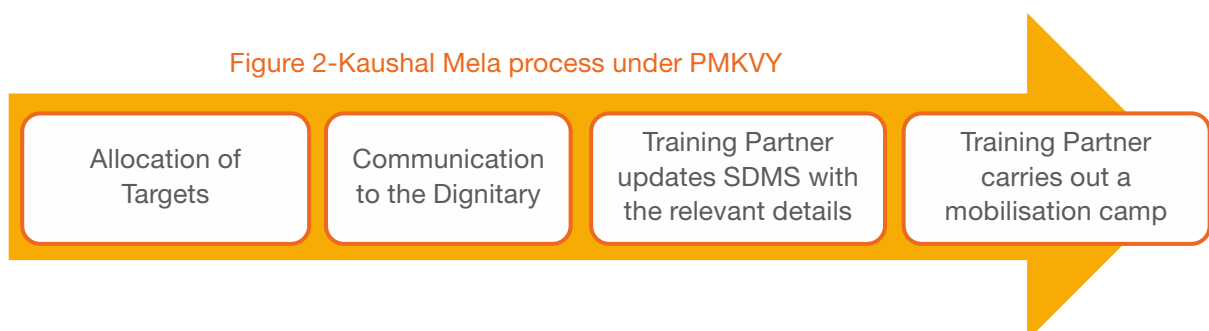 Figure 2-Kaushal Mela process under PMKVY
Allocation of
Targets
Communication
to the Dignitary
Training Partner
updates SDMS with
the relevant details
Training Partner
carries out a
mobilisation camp